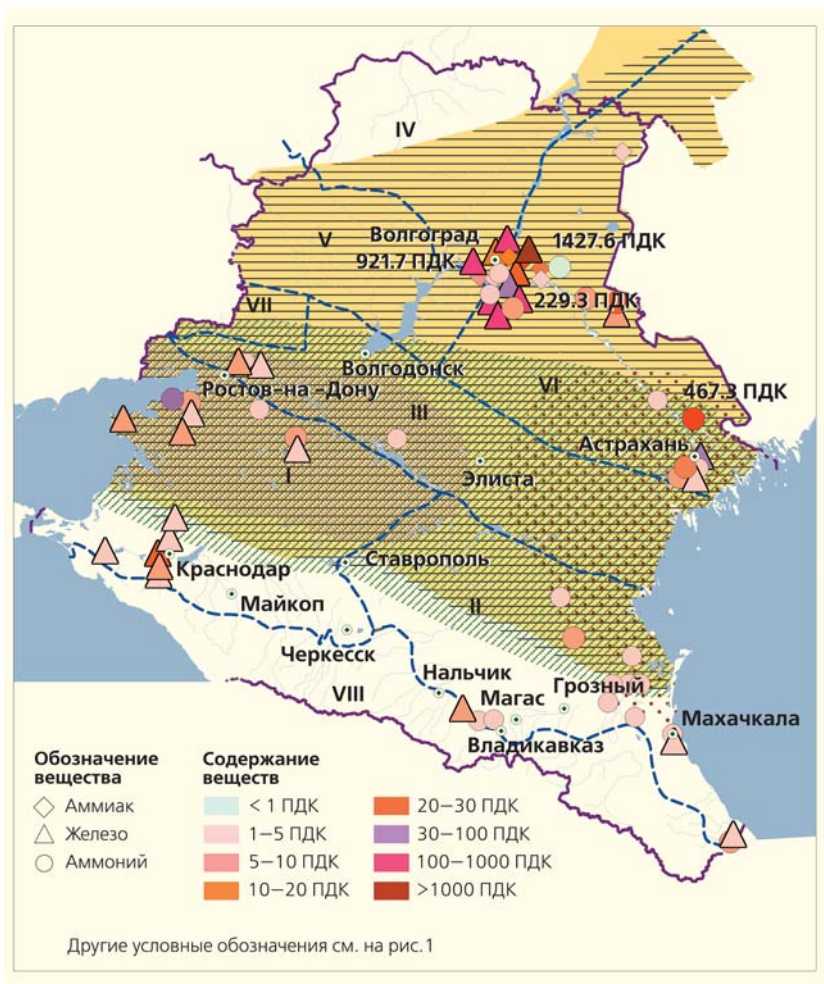 IV
V
Волгоград
1427.6 ПДК
921.7 ПДК
229.3 ПДК
VII
Волгодонск
VI
Ростов-на -Дону
467.3 ПДК
III
Астрахань
I
Элиста
Ставрополь
Краснодар
II
Майкоп
Черкесск
Нальчик
VIII
Магас
Грозный
Махачкала
Владикавказ
Обозначение
вещества
Аммиак
Железо
Аммоний
Содержание
веществ
< 1 ПДК
1–5 ПДК
5–10 ПДК
10–20 ПДК
20–30 ПДК
30–100 ПДК
100–1000 ПДК
>1000 ПДК
Другие условные обозначения см. на рис.1